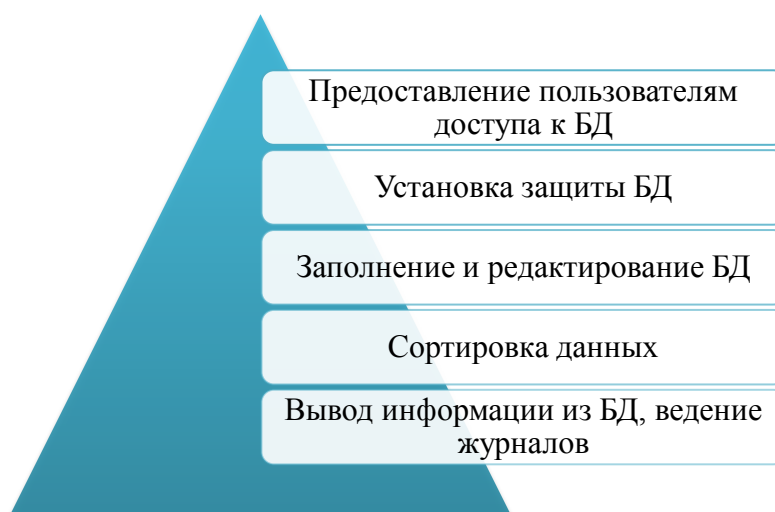 Предоставление пользователям
доступа к БД
Установка защиты БД
Заполнение и редактирование БД
Сортировка данных
Вывод информации из БД, ведение
журналов